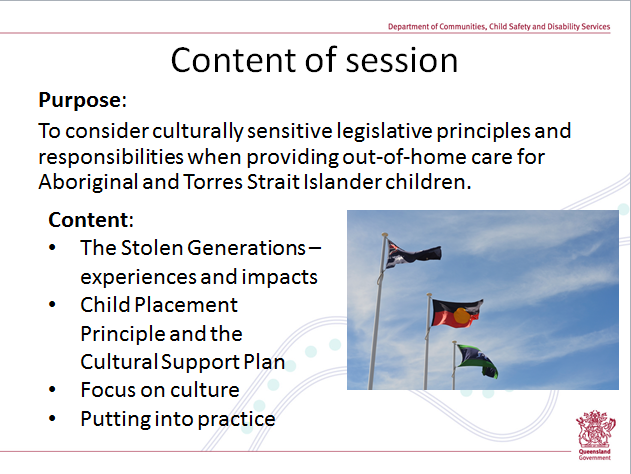 Department of Communities, Child Safety and Disability Services
Content of session
Purpose:
To consider culturally sensitive legislative principles and
responsibilities when providing out-of-home care for
Aboriginal and Torres Strait Islander children.
Content:
• The Stolen Generations –
experiences and impacts
• Child Placement
Principle and the
Cultural Support Plan
• Focus on culture
• Putting into practice
Queensland
Government